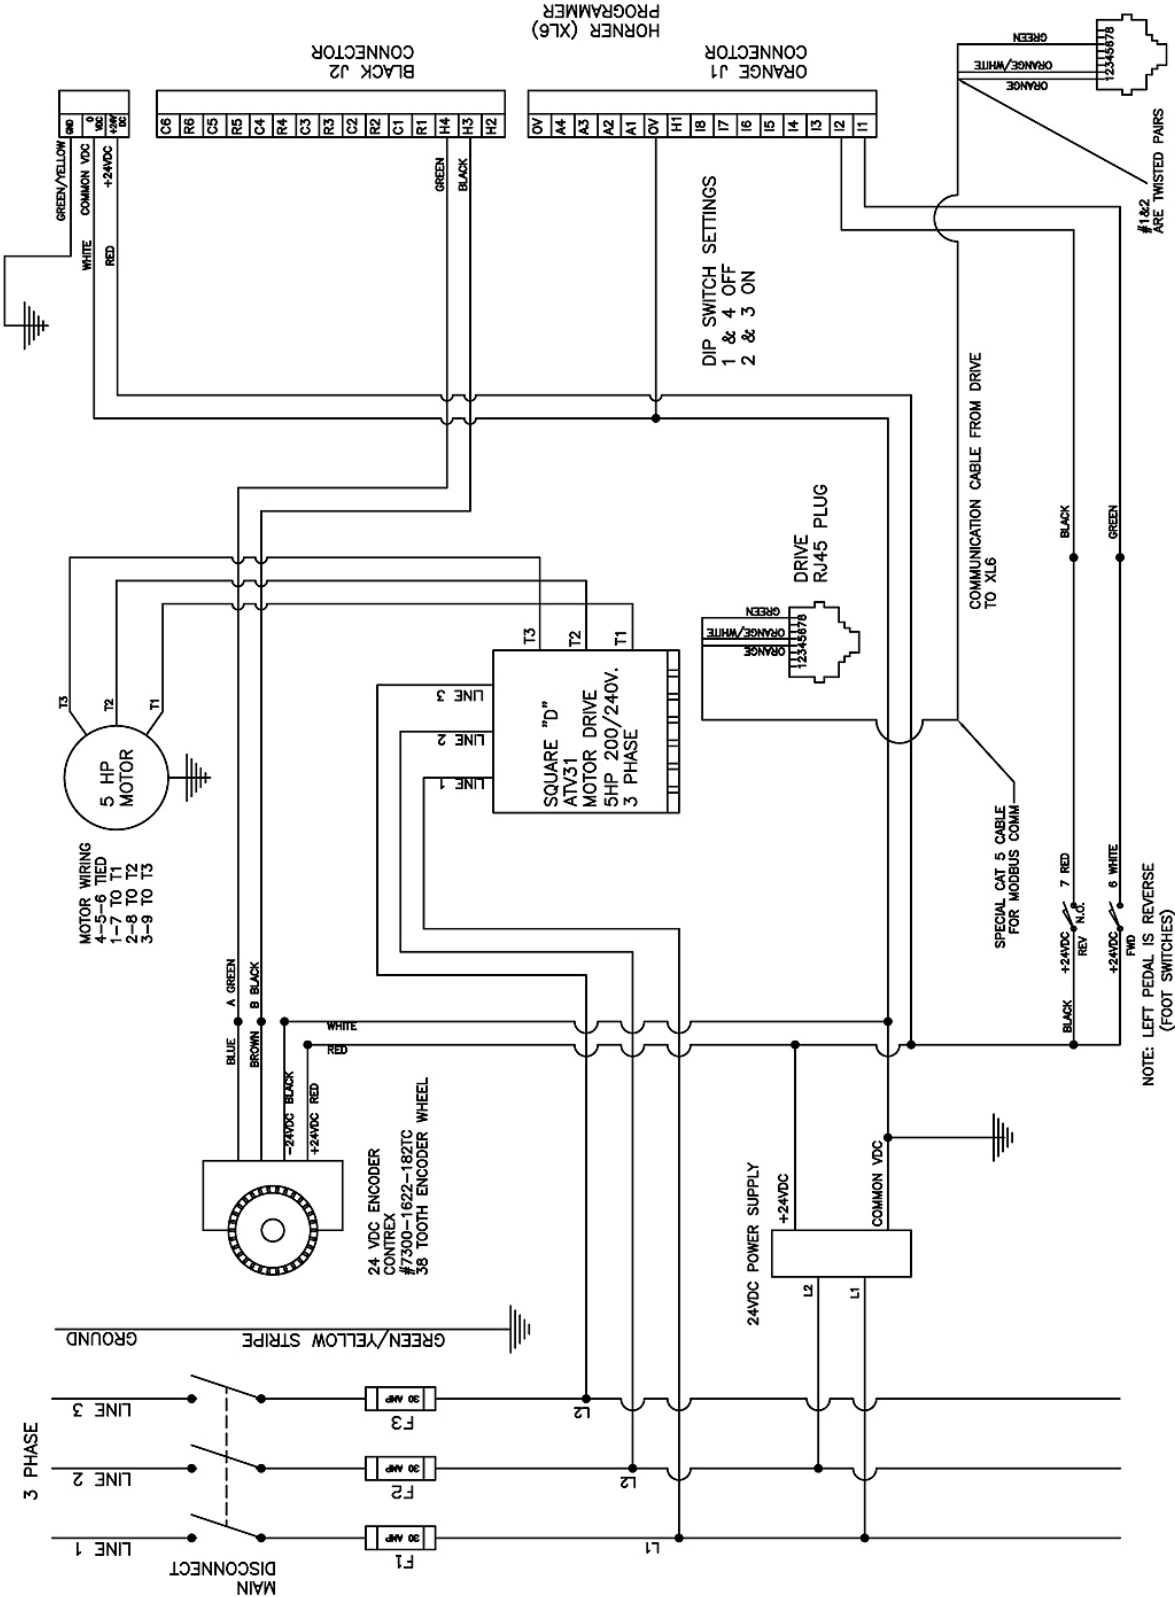 HORNER (XL6)
PROGRAMMER
BLACK J2
CONNECTOR
ORANGE J1
CONNECTOR
GND
0
VDC
+24V
DC
C6
R6
C5
R5
C4
R4
C3
R3
C2
R2
C1
R1
H4
H3
H2
0V
A4
A3
A2
A1
0V
H1
I8
I7
I6
I5
I4
I3
I2
I1
GREEN/YELLOW
COMMON VDC
+24VDC
WHITE
RED
GREEN
BLACK
DIP SWITCH SETTINGS
1 & 4 OFF
2 & 3 ON
GREEN
ORANGE/WHITE
ORANGE
12345678
#1&2
ARE TWISTED PAIRS
COMMUNICATION CABLE FROM DRIVE
TO XL6
BLACK
GREEN
DRIVE
RJ45 PLUG
GREEN
ORANGE/WHITE
ORANGE
12345678
T3
T2
T1
T3
T2
T1
5 HP
MOTOR
MOTOR WIRING
4-5-6 TIED
1-7 TO T1
2-8 TO T2
3-9 TO T3
LINE 3
LINE 2
LINE 1
SQUARE "D"
ATV31
MOTOR DRIVE
5HP 200/240V.
3 PHASE
SPECIAL CAT 5 CABLE
FOR MODBUS COMM
7 RED
6 WHITE
+24VDC
N.O.
REV
+24VDC
FWD
BLACK
NOTE: LEFT PEDAL IS REVERSE
(FOOT SWITCHES)
A GREEN
B BLACK
BLUE
BROWN
WHITE
RED
-24VDC BLACK
+24VDC RED
24 VDC ENCODER
CONTREX
#7300-1622-182TC
38 TOOTH ENCODER WHEEL
24VDC POWER SUPPLY
+24VDC
COMMON VDC
L2
L1
GROUND
GREEN/YELLOW STRIPE
3 PHASE
LINE 3
LINE 2
LINE 1
30 AMP
F3
30 AMP
F2
30 AMP
F1
L2
L2
L1
MAIN
DISCONNECT